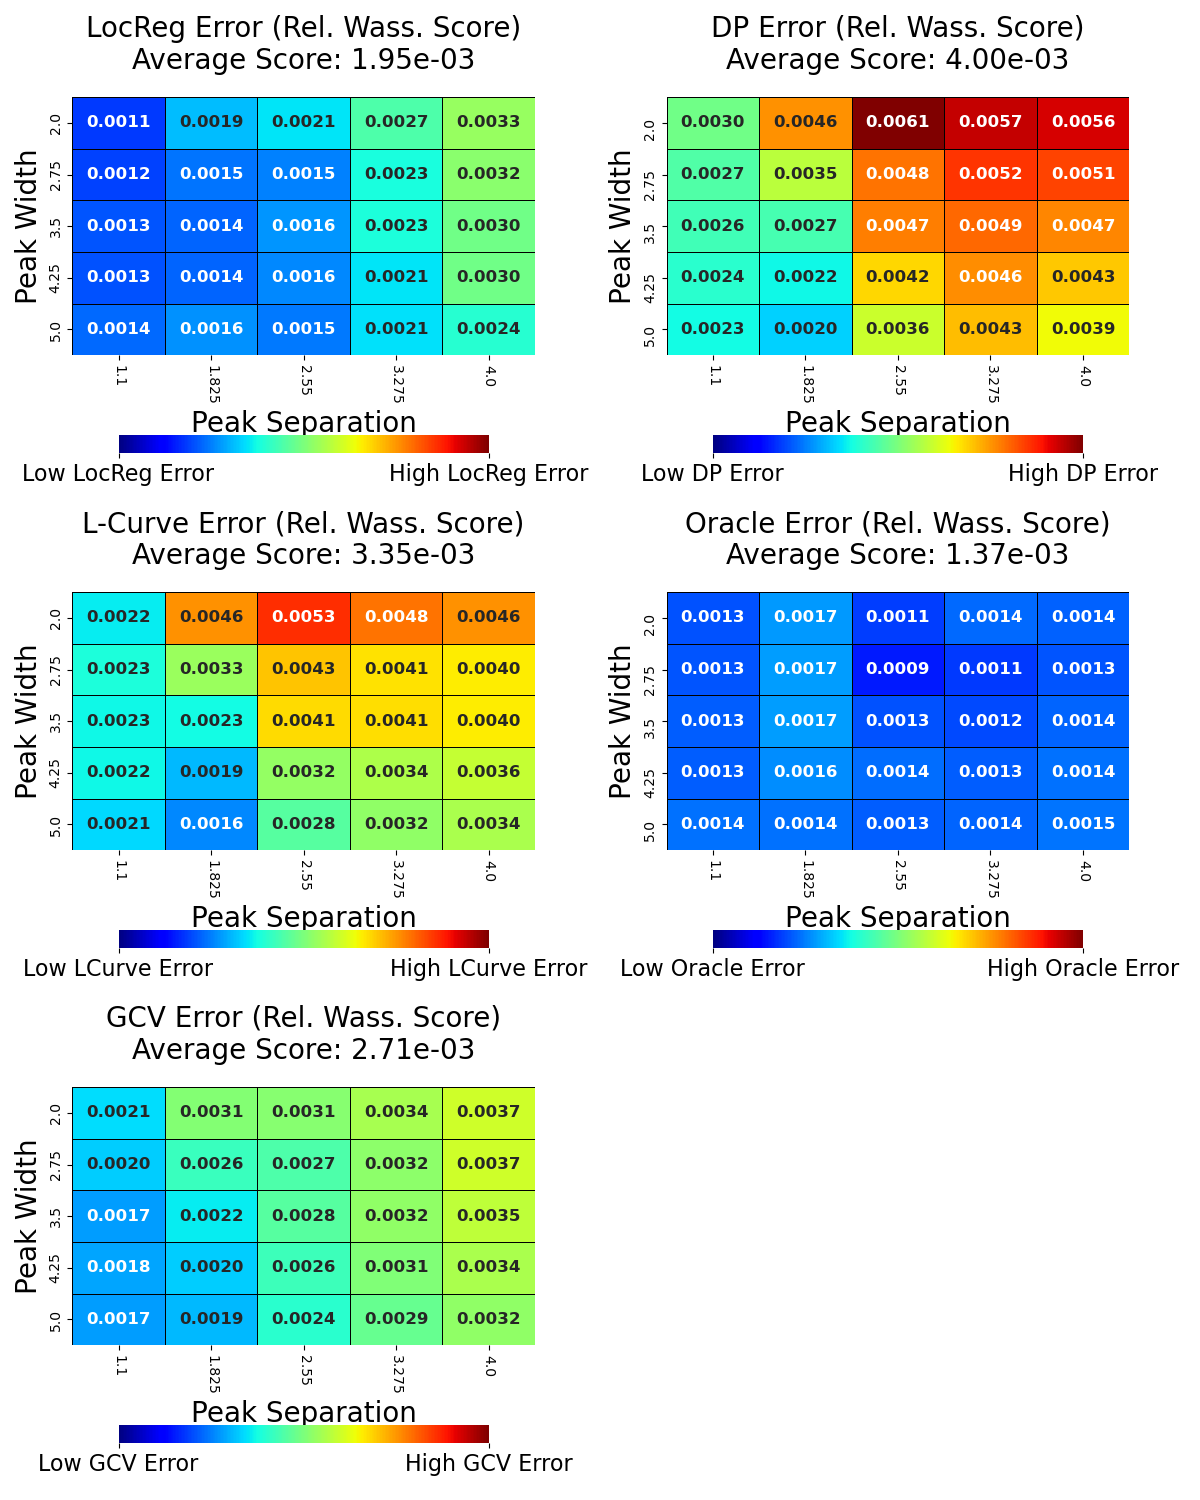 LocReg Error (Rel. Wass. Score)
Average Score: 1.95e-03
Peak Width
2.0 0.0011 0.0019 0.0021 0.0027 0.0033
2.75 0.0012 0.0015 0.0015 0.0023 0.0032
3.5 0.0013 0.0014 0.0016 0.0023 0.0030
4.25 0.0013 0.0014 0.0016 0.0021 0.0030
5.0 0.0014 0.0016 0.0015 0.0021 0.0024
1.1 1.825 2.55 3.275 4.0
Peak Separation
Low LocReg Error High LocReg Error
DP Error (Rel. Wass. Score)
Average Score: 4.00e-03
Peak Width
2.0 0.0030 0.0046 0.0061 0.0057 0.0056
2.75 0.0027 0.0035 0.0048 0.0052 0.0051
3.5 0.0026 0.0027 0.0047 0.0049 0.0047
4.25 0.0024 0.0022 0.0042 0.0046 0.0043
5.0 0.0023 0.0020 0.0036 0.0043 0.0039
1.1 1.825 2.55 3.275 4.0
Peak Separation
Low DP Error High DP Error
L-Curve Error (Rel. Wass. Score)
Average Score: 3.35e-03
Peak Width
2.0 0.0022 0.0046 0.0053 0.0048 0.0046
2.75 0.0023 0.0033 0.0043 0.0041 0.0040
3.5 0.0023 0.0023 0.0041 0.0041 0.0040
4.25 0.0022 0.0019 0.0032 0.0034 0.0036
5.0 0.0021 0.0016 0.0028 0.0032 0.0034
1.1 1.825 2.55 3.275 4.0
Peak Separation
Low LCurve Error High LCurve Error
Oracle Error (Rel. Wass. Score)
Average Score: 1.37e-03
Peak Width
2.0 0.0013 0.0017 0.0011 0.0014 0.0014
2.75 0.0013 0.0017 0.0009 0.0011 0.0013
3.5 0.0013 0.0017 0.0013 0.0012 0.0014
4.25 0.0013 0.0016 0.0014 0.0013 0.0014
5.0 0.0014 0.0014 0.0013 0.0014 0.0015
1.1 1.825 2.55 3.275 4.0
Peak Separation
Low Oracle Error High Oracle Error
GCV Error (Rel. Wass. Score)
Average Score: 2.71e-03
Peak Width
2.0 0.0021 0.0031 0.0031 0.0034 0.0037
2.75 0.0020 0.0026 0.0027 0.0032 0.0037
3.5 0.0017 0.0022 0.0028 0.0032 0.0035
4.25 0.0018 0.0020 0.0026 0.0031 0.0034
5.0 0.0017 0.0019 0.0024 0.0029 0.0032
1.1 1.825 2.55 3.275 4.0
Peak Separation
Low GCV Error High GCV Error